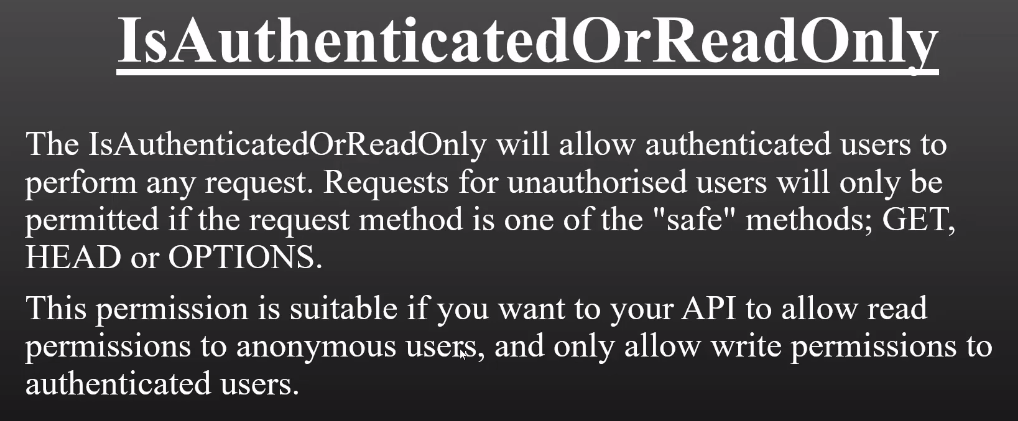 IsAuthenticatedOrReadOnly
The IsAuthenticatedOrReadOnly will allow authenticated users to
perform any request. Requests for unauthorised users will only be
permitted if the request method is one of the "safe" methods; GET,
HEAD or OPTIONS.
This permission is suitable if you want to your API to allow read
permissions to anonymous users, and only allow write permissions to
authenticated users.